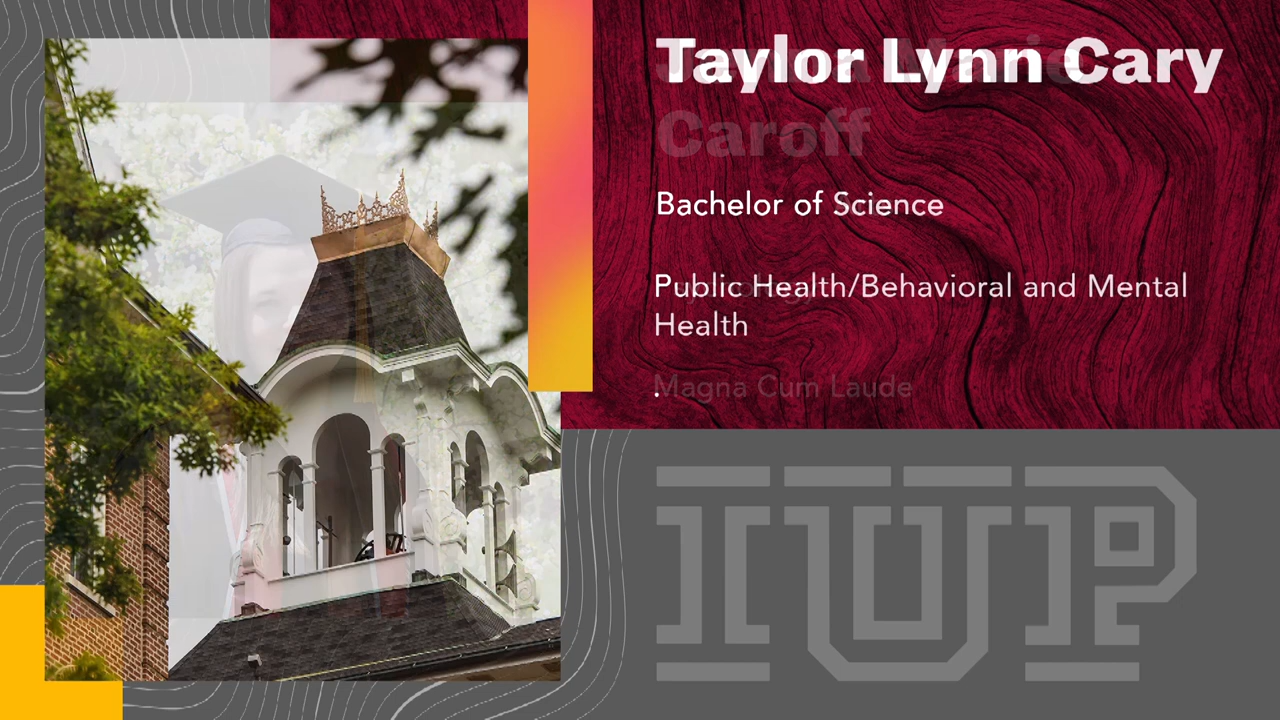 Taylor Lynn Cary
Caroff
Bachelor of Science
Public Health/Behavioral and Mental
Health
.Magna Cum Laude
IUP